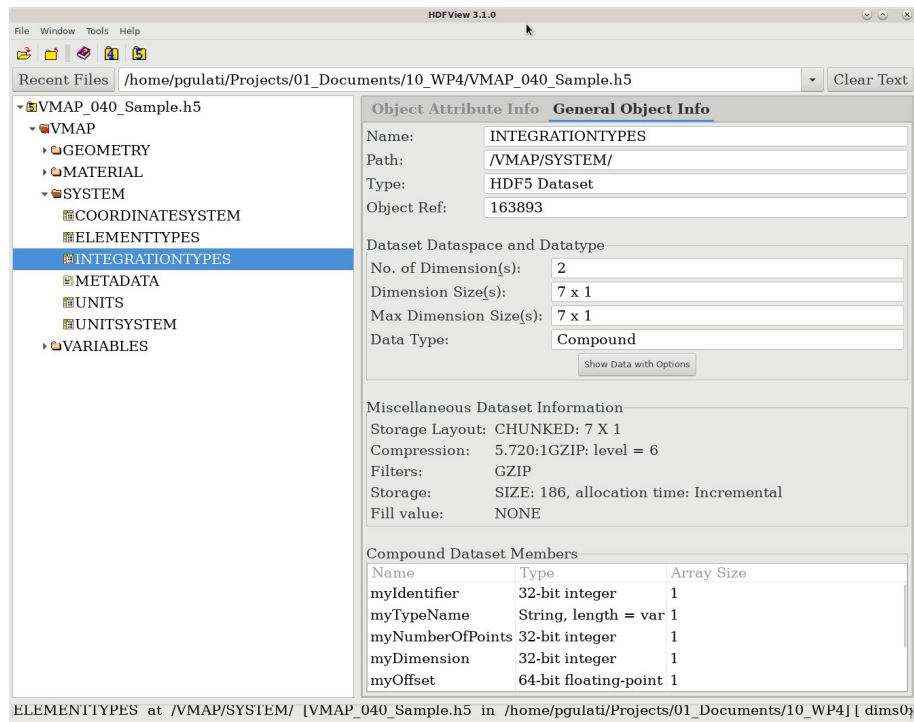 HDFView 3.1.0
File Window Tools Help
Recent Files /home/pgulati/Projects/01_Documents/10_WP4/VMAP_040_Sample.h5 Clear Text
VMAP_040_Sample.h5
VMAP
GEOMETRY
MATERIAL
SYSTEM
COORDINATESYSTEM
ELEMENTTYPES
INTEGRATIONTYPES
METADATA
UNITS
UNITSYSTEM
VARIABLES
Object Attribute Info General Object Info
Name: INTEGRATIONTYPES
Path: /VMAP/SYSTEM/
Type: HDF5 Dataset
Object Ref: 163893
Dataset Dataspace and Datatype
No. of Dimension(s): 2
Dimension Size(s): 7 x 1
Max Dimension Size(s): 7 x 1
Data Type: Compound
Show Data with Options
Miscellaneous Dataset Information
Storage Layout: CHUNKED: 7 X 1
Compression: 5.720:1GZIP: level = 6
Filters: GZIP
Storage: SIZE: 186, allocation time: Incremental
Fill value: NONE
Compound Dataset Members
Name Type Array Size
myIdentifier 32-bit integer 1
myTypeName String, length = var 1
myNumberOfPoints 32-bit integer 1
myDimension 32-bit integer 1
myOffset 64-bit floating-point 1
ELEMENTTYPES at /VMAP/SYSTEM/ [VMAP_040_Sample.h5 in /home/pgulati/Projects/01_Documents/10_WP4] [ dims0,